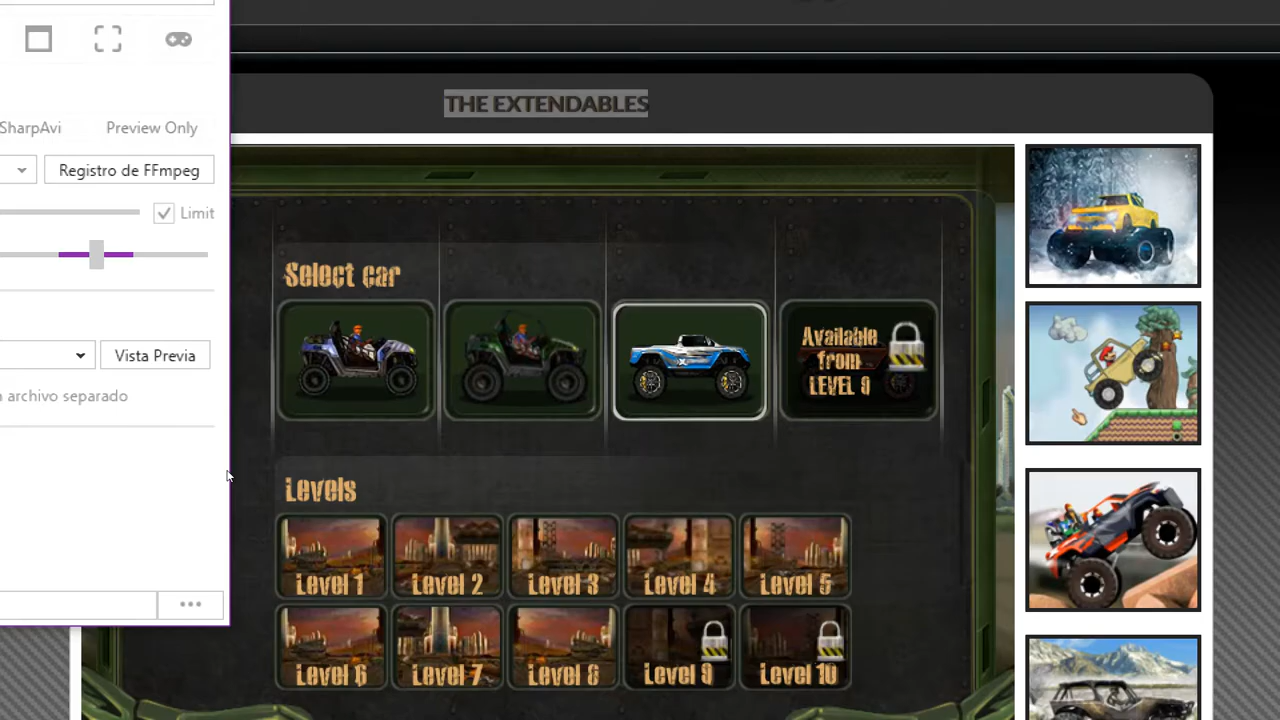 THE EXTENDABLES
SharpAvi Preview Only
Registro de FFmpeg
Limit
Select car
Available
from
LEVEL 9
Vista Previa
archivo separado
Levels
Level 1 Level 2 Level 3 Level 4 Level 5
Level 6 Level 7 Level 8 Level 9 Level 10